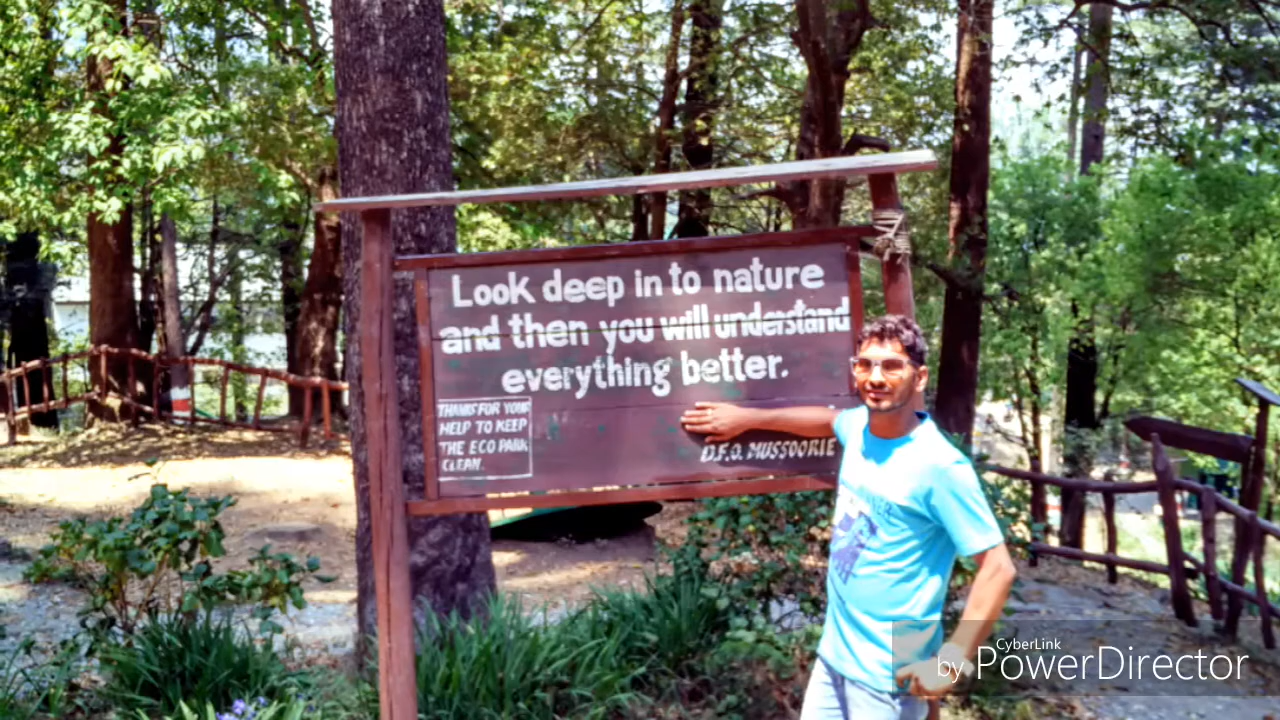 Look deep in to nature
and then you will understand
everything better.
THANKS FOR YOUR
HELP TO KEEP
THE ECO PARK
CLEAN.
D.F.O. MUSSOORIE
CyberLink
by PowerDirector